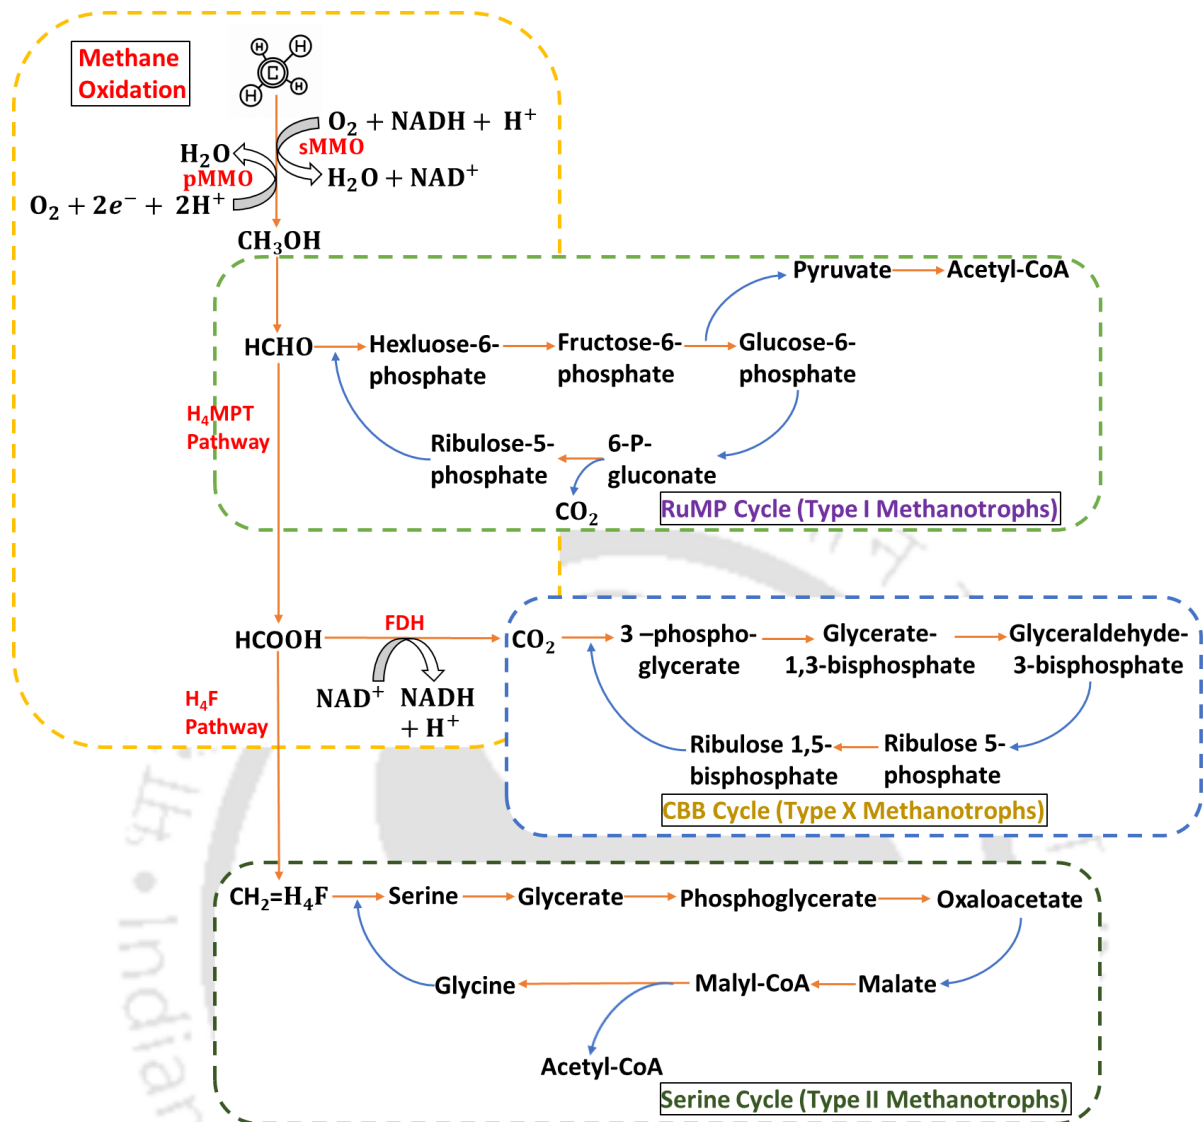 Methane
Oxidation
H
H
C
H
H
O₂ + NADH + H⁺
sMMO
H₂O
pMMO
H₂O + NAD⁺
O₂ + 2e⁻ + 2H⁺
CH₃OH
Pyruvate
Acetyl-CoA
HCHO
Hexluose-6-
phosphate
Fructose-6-
phosphate
Glucose-6-
phosphate
H₄MPT
Pathway
Ribulose-5-
phosphate
6-P-
gluconate
CO₂
RuMP Cycle (Type I Methanotrophs)
HCOOH
FDH
NAD⁺
NADH
+ H⁺
CO₂
3 –phospho-
glycerate
Glycerate-
1,3-bisphosphate
Glyceraldehyde-
3-bisphosphate
H₄F
Pathway
Ribulose 1,5-
bisphosphate
Ribulose 5-
phosphate
CBB Cycle (Type X Methanotrophs)
CH₂=H₄F
Serine
Glycerate
Phosphoglycerate
Oxaloacetate
Glycine
Malyl-CoA
Malate
Acetyl-CoA
Serine Cycle (Type II Methanotrophs)
Indian